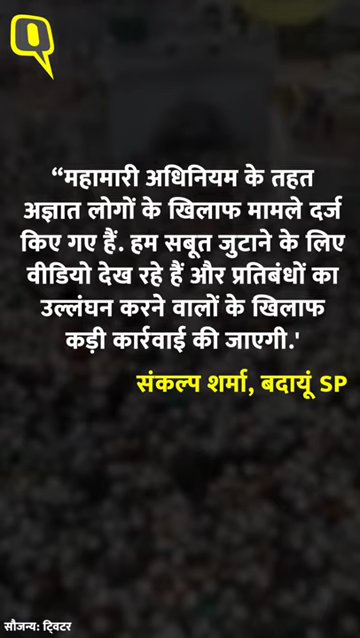 “महामारी अधिनियम के तहत
अज्ञात लोगों के खिलाफ मामले दर्ज
किए गए हैं. हम सबूत जुटाने के लिए
वीडियो देख रहे हैं और प्रतिबंधों का
उल्लंघन करने वालों के खिलाफ
कड़ी कार्रवाई की जाएगी.'
संकल्प शर्मा, बदायूं SP
सौजन्य: ट्विटर